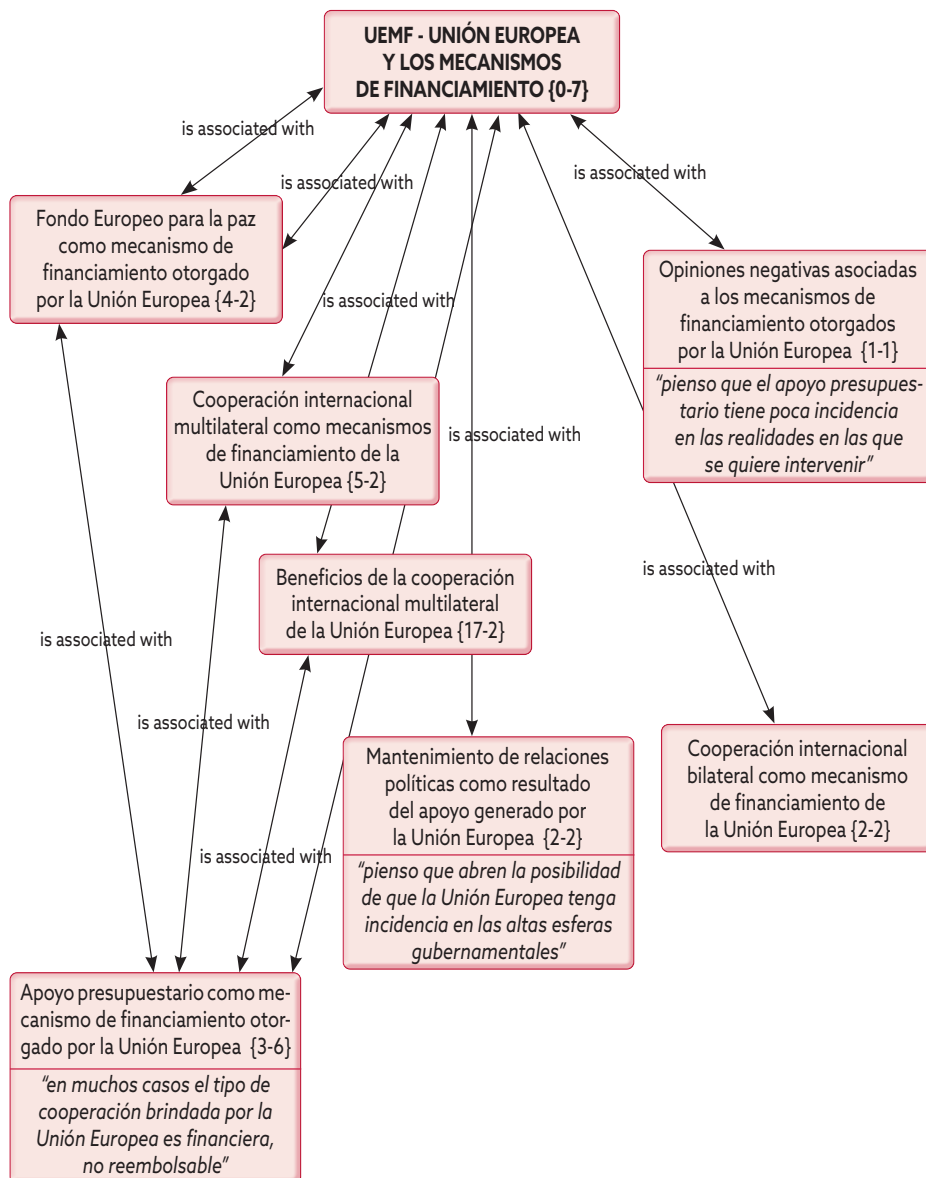 UEMF - UNIÓN EUROPEA
Y LOS MECANISMOS
DE FINANCIAMIENTO {0-7}
is associated with
is associated with
is associated with
Fondo Europeo para la paz
como mecanismo de
financiamiento otorgado
por la Unión Europea {4-2}
Opiniones negativas asociadas
a los mecanismos de
financiamiento otorgados
por la Unión Europea {1-1}
“pienso que el apoyo presupues-
tario tiene poca incidencia
en las realidades en las que
se quiere intervenir”
is associated with
Cooperación internacional
multilateral como mecanismos
de financiamiento de la
Unión Europea {5-2}
is associated with
Beneficios de la cooperación
internacional multilateral
de la Unión Europea {17-2}
is associated with
is associated with
is associated with
Mantenimiento de relaciones
políticas como resultado
del apoyo generado por
la Unión Europea {2-2}
“pienso que abren la posibilidad
de que la Unión Europea tenga
incidencia en las altas esferas
gubernamentales”
Cooperación internacional
bilateral como mecanismo
de financiamiento de
la Unión Europea {2-2}
is associated with
Apoyo presupuestario como me-
canismo de financiamiento otor-
gado por la Unión Europea {3-6}
“en muchos casos el tipo de
cooperación brindada por la
Unión Europea es financiera,
no reembolsable”